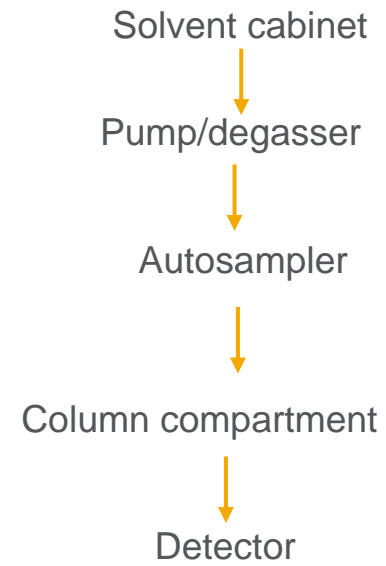 Solvent cabinet
Pump/degasser
Autosampler
Column compartment
Detector